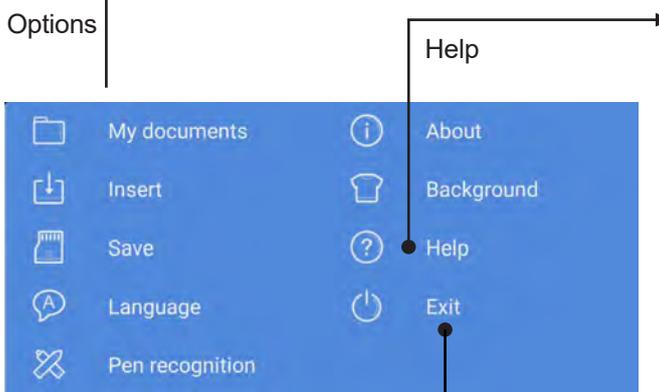 Options
Help
My documents
Insert
Save
Language
Pen recognition
About
Background
Help
Exit